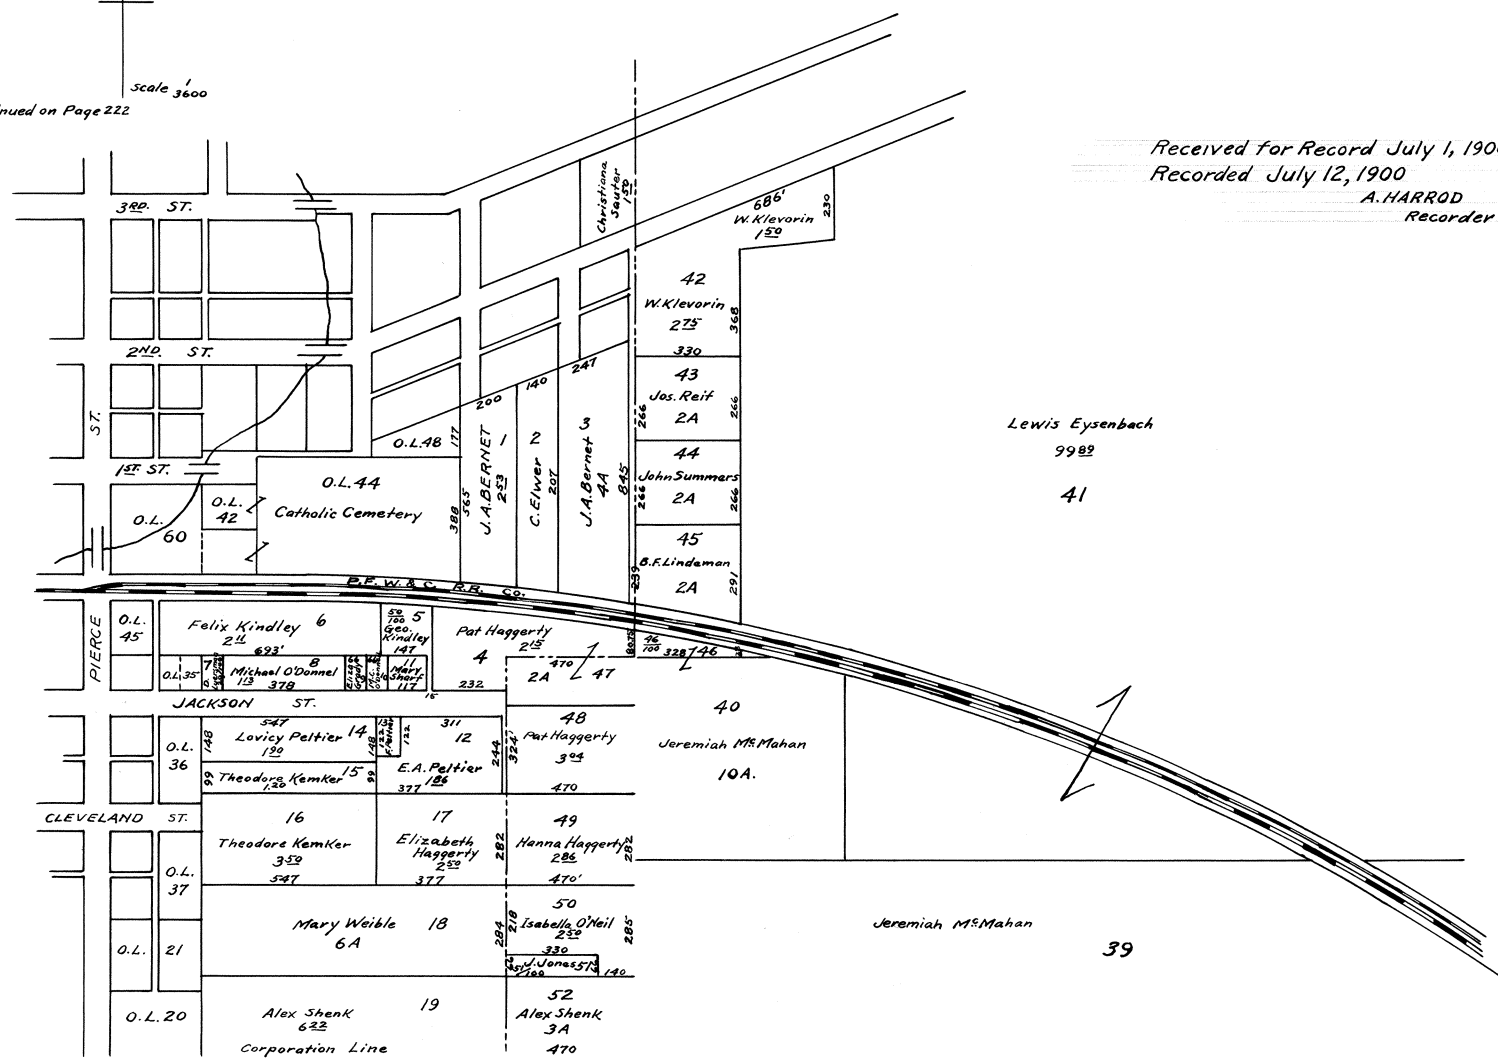 scale 1/3600
nued on Page 222
Received for Record July 1, 190
Recorded July 12, 1900
A. HARROD
Recorder
3RD. ST.
Christiana
Sauter
1 50
686'
W. Klevorin
1 50
230
42
W. Klevorin
2 75
368
330
2ND. ST.
247
140
200
43
Jos. Reif
2A
266
266
Lewis Eysenbach
99 89
41
ST.
1ST. ST.
O.L. 48
177
J.A. BERNET
1
2 53
565
2
C. Elwer
207
3
J.A. Bernet
4A
845
44
John Summers
2A
266
266
O.L. 44
Catholic Cemetery
388
O.L.
42
O.L.
60
45
B.F. Lindeman
2A
239
291
P. F. W. & C. R.R. Co.
PIERCE
O.L.
45
Felix Kindley
6
2 11
693'
50/100
5
Geo.
Kindley
147
Pat Haggerty
2 15
4
232
470
2A
47
46/100
328
46
O.L. 35
7
8
Michael O'Donnel
1 13
378
11
Mary
Sharf
117
15
JACKSON ST.
547
Lovicy Peltier
14
1 90
148
148
13
122
F. Peltier
122
311
12
E.A. Peltier
1 86
377
244
324'
48
Pat Haggerty
3 04
470
40
Jeremiah McMahan
10A.
O.L.
36
99
Theodore Kemker
15
1.20
99
CLEVELAND ST.
16
Theodore Kemker
3 50
547
17
Elizabeth
Haggerty
2 50
377
282
49
Hanna Haggerty
2 86
470'
282
O.L.
37
Mary Weible
18
6A
284
218
50
Isabella O'Neil
2 50
330
285
J. Jones 51
140
Jeremiah McMahan
39
O.L. 21
O.L. 20
Alex Shenk
19
6 22
Corporation Line
52
Alex Shenk
3A
470